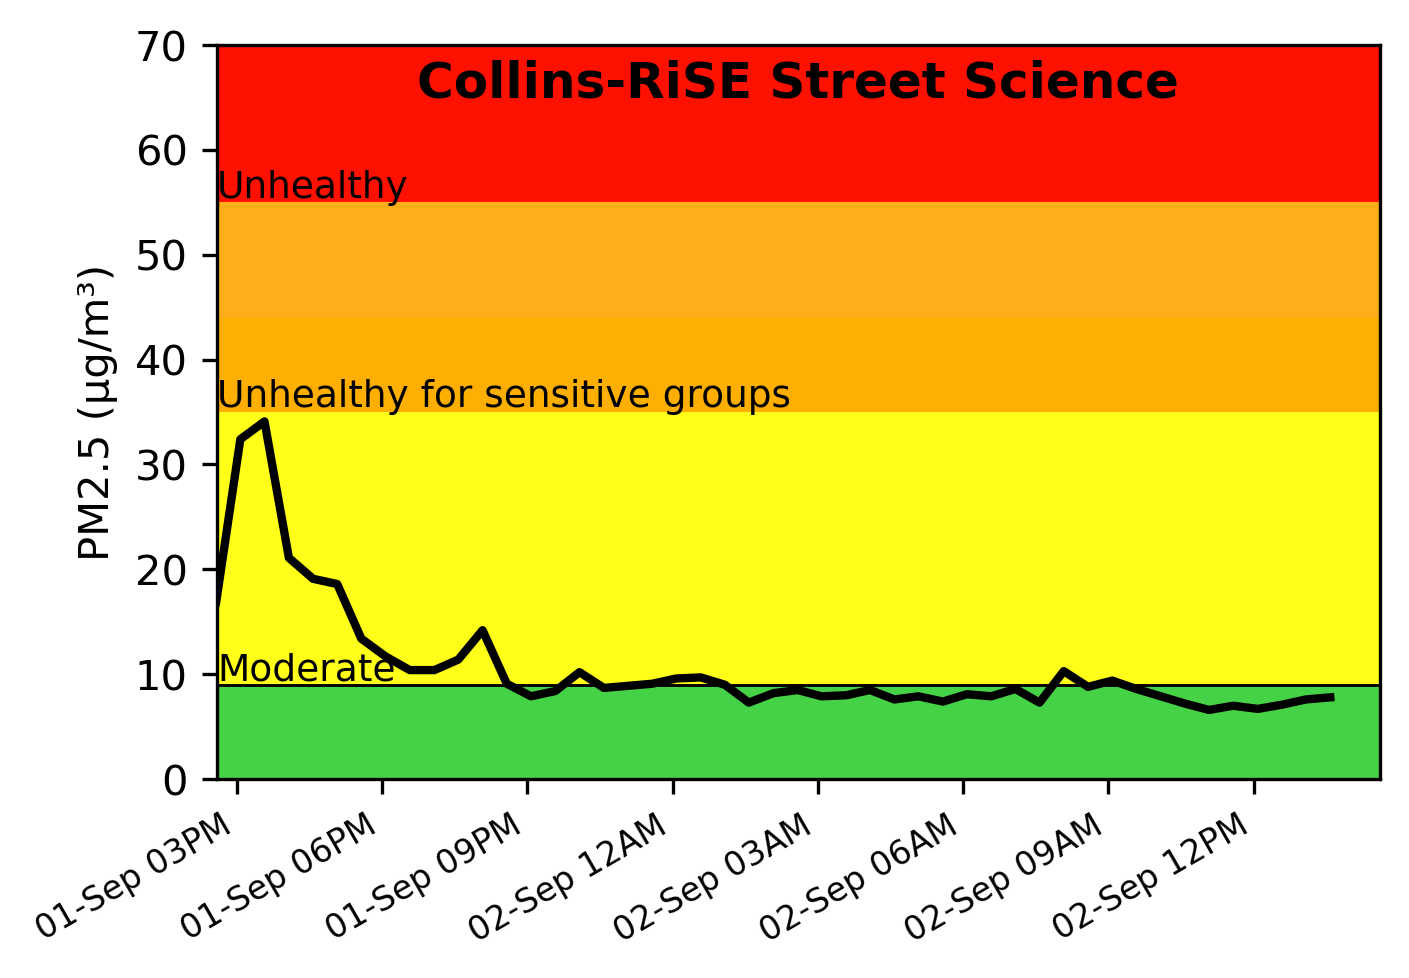 Collins-RiSE Street Science
PM2.5 (µg/m³)
70
60
50
40
30
20
10
0
Unhealthy
Unhealthy for sensitive groups
Moderate
01-Sep 03PM
01-Sep 06PM
01-Sep 09PM
02-Sep 12AM
02-Sep 03AM
02-Sep 06AM
02-Sep 09AM
02-Sep 12PM